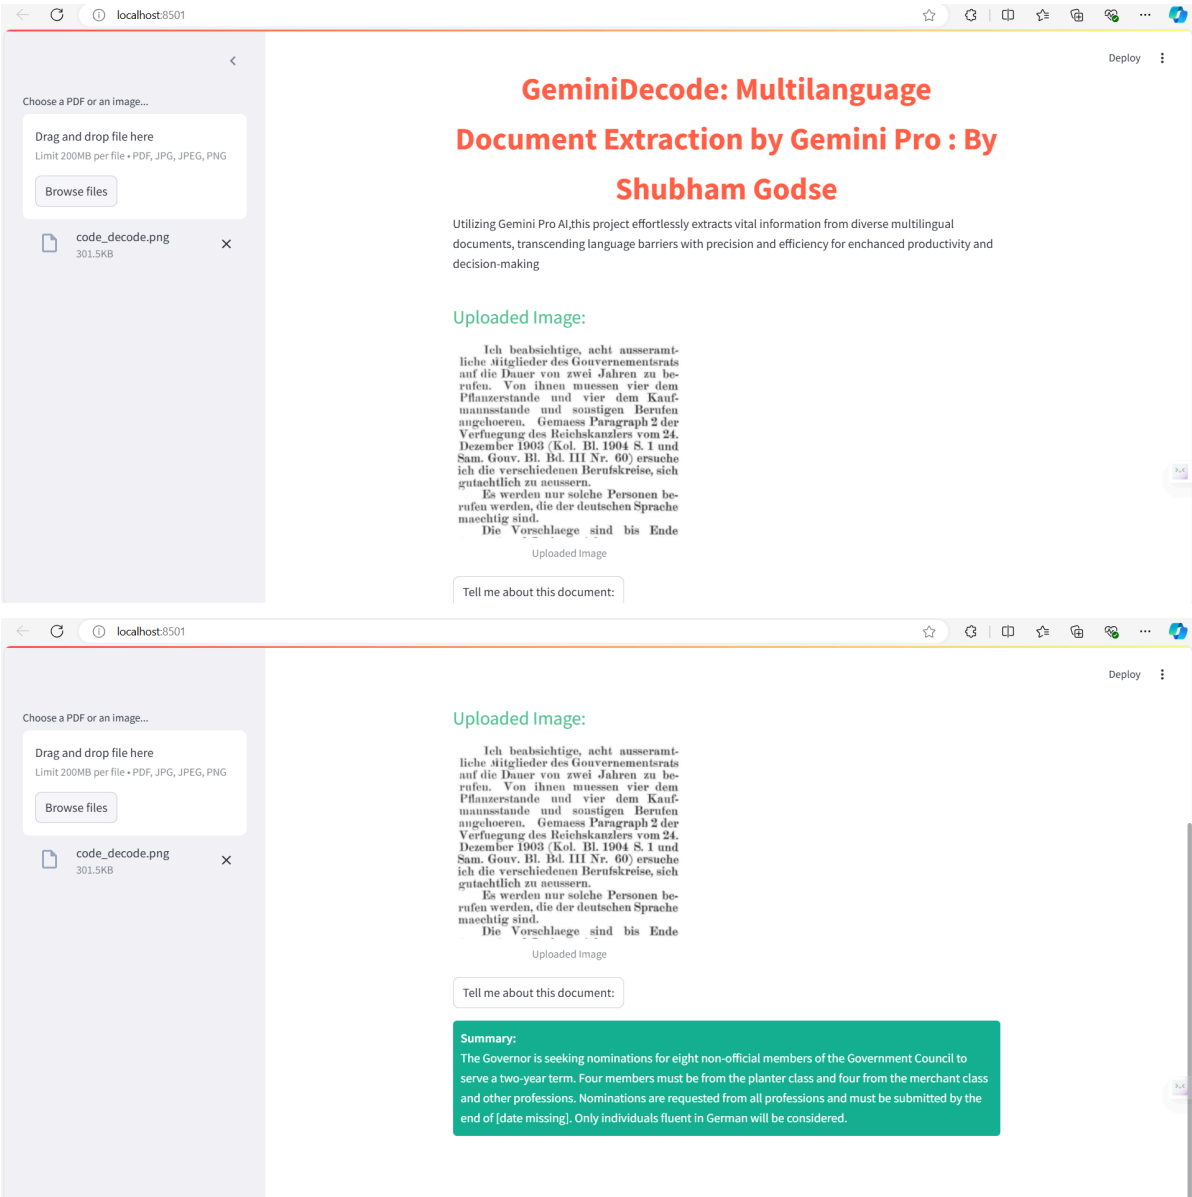 localhost:8501
Deploy
Choose a PDF or an image...
Drag and drop file here
Limit 200MB per file • PDF, JPG, JPEG, PNG
Browse files
code_decode.png
301.5KB
GeminiDecode: Multilanguage
Document Extraction by Gemini Pro : By
Shubham Godse
Utilizing Gemini Pro AI,this project effortlessly extracts vital information from diverse multilingual
documents, transcending language barriers with precision and efficiency for enchanced productivity and
decision-making
Uploaded Image:
Ich beabsichtige, acht ausseramt-
liche Mitglieder des Gouvernementsrats
auf die Dauer von zwei Jahren zu be-
rufen. Von ihnen muessen vier dem
Pflanzerstande und vier dem Kauf-
mannsstande und sonstigen Berufen
angehoeren. Gemaess Paragraph 2 der
Verfuegung des Reichskanzlers vom 24.
Dezember 1903 (Kol. Bl. 1904 S. 1 und
Sam. Gouv. Bl. Bd. III Nr. 60) ersuche
ich die verschiedenen Berufskreise, sich
gutachtlich zu aeussern.
Es werden nur solche Personen be-
rufen werden, die der deutschen Sprache
maechtig sind.
Die Vorschlaege sind bis Ende
Uploaded Image
Tell me about this document:
localhost:8501
Deploy
Choose a PDF or an image...
Drag and drop file here
Limit 200MB per file • PDF, JPG, JPEG, PNG
Browse files
code_decode.png
301.5KB
Uploaded Image:
Ich beabsichtige, acht ausseramt-
liche Mitglieder des Gouvernementsrats
auf die Dauer von zwei Jahren zu be-
rufen. Von ihnen muessen vier dem
Pflanzerstande und vier dem Kauf-
mannsstande und sonstigen Berufen
angehoeren. Gemaess Paragraph 2 der
Verfuegung des Reichskanzlers vom 24.
Dezember 1903 (Kol. Bl. 1904 S. 1 und
Sam. Gouv. Bl. Bd. III Nr. 60) ersuche
ich die verschiedenen Berufskreise, sich
gutachtlich zu aeussern.
Es werden nur solche Personen be-
rufen werden, die der deutschen Sprache
maechtig sind.
Die Vorschlaege sind bis Ende
Uploaded Image
Tell me about this document:
Summary:
The Governor is seeking nominations for eight non-official members of the Government Council to
serve a two-year term. Four members must be from the planter class and four from the merchant class
and other professions. Nominations are requested from all professions and must be submitted by the
end of [date missing]. Only individuals fluent in German will be considered.